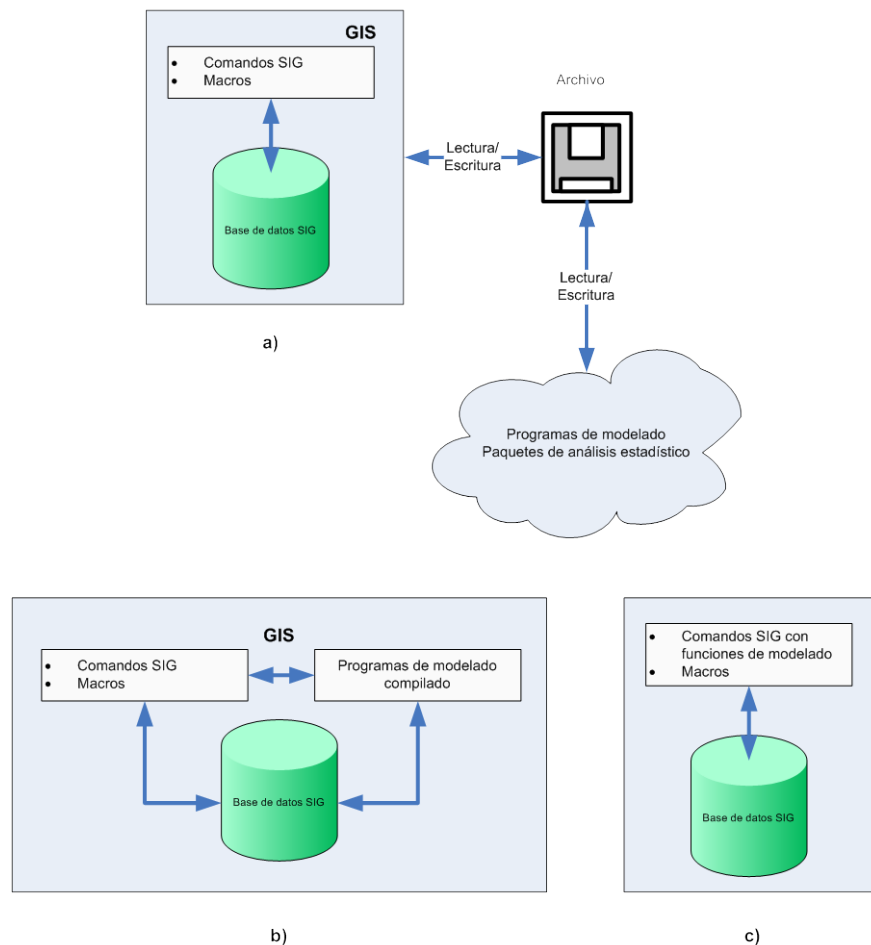 GIS
• Comandos SIG
• Macros
Base de datos SIG
Archivo
Lectura/
Escritura
Lectura/
Escritura
Programas de modelado
Paquetes de análisis estadístico
a)
GIS
• Comandos SIG
• Macros
Programas de modelado
compilado
Base de datos SIG
b)
• Comandos SIG con
funciones de modelado
• Macros
Base de datos SIG
c)